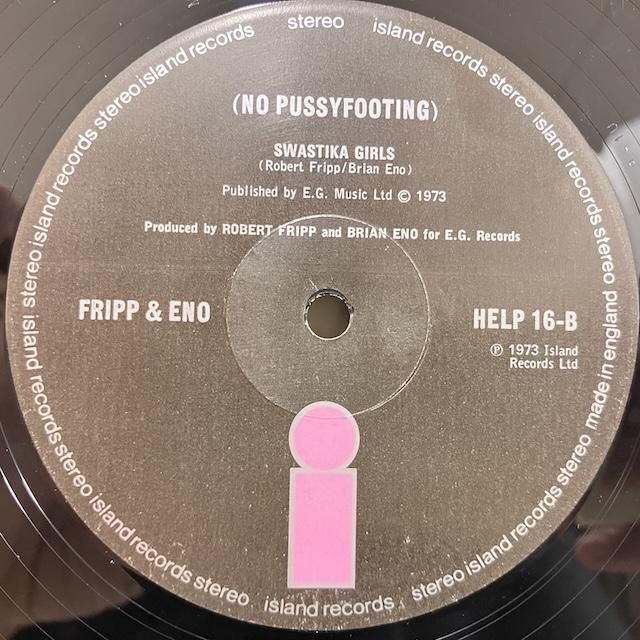 island records stereo island records stereo island records stereo island records stereo made in england
stereo island records stereo island records stereo island records stereo island records
(NO PUSSYFOOTING)
SWASTIKA GIRLS
(Robert Fripp/Brian Eno)
Published by E.G. Music Ltd © 1973
Produced by ROBERT FRIPP and BRIAN ENO for E.G. Records
FRIPP & ENO
HELP 16-B
℗ 1973 Island
Records Ltd